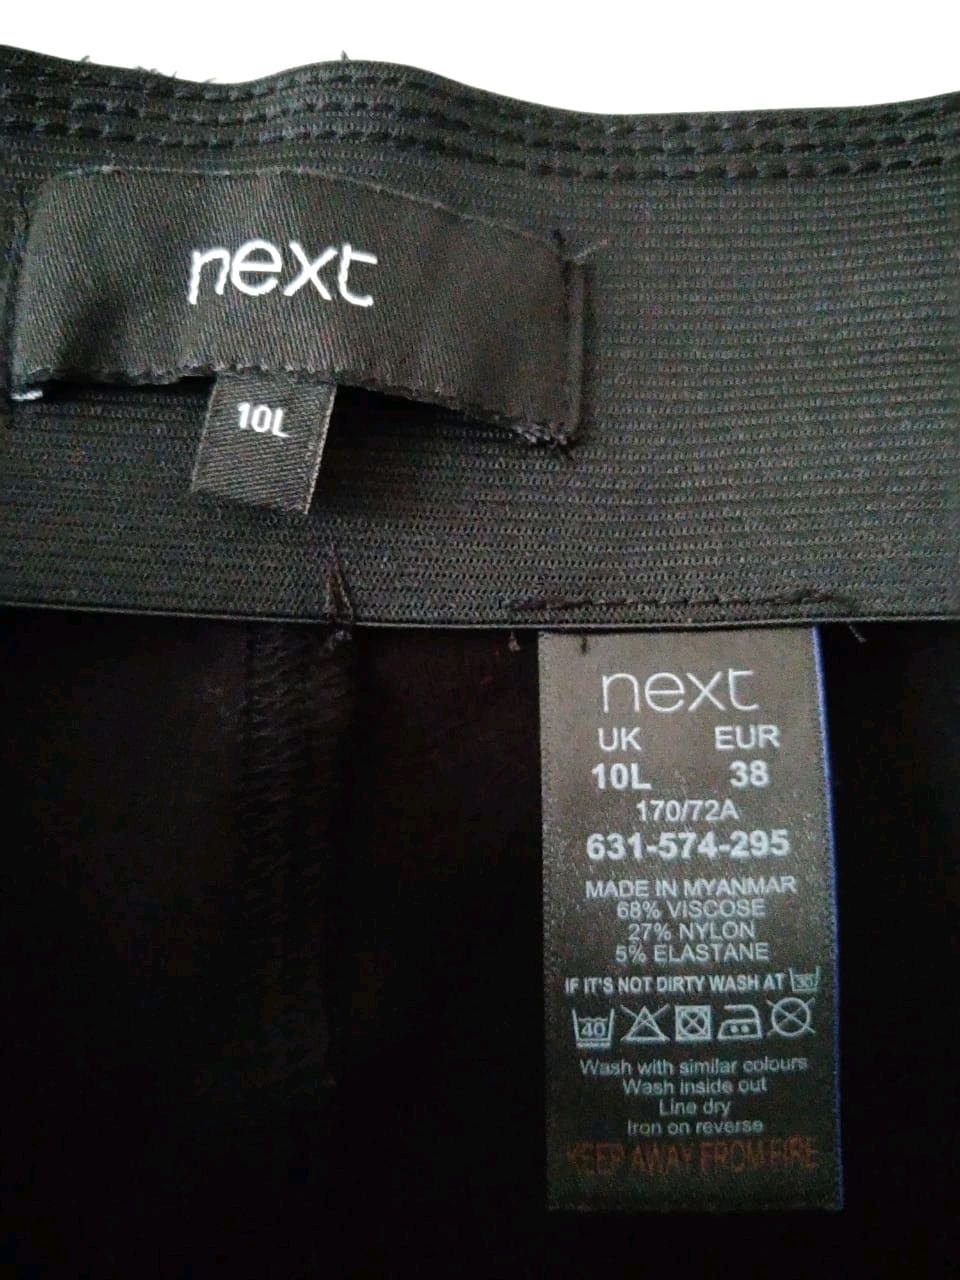 next
10L
next
UK EUR
10L 38
170/72A
631-574-295
MADE IN MYANMAR
68% VISCOSE
27% NYLON
5% ELASTANE
IF IT'S NOT DIRTY WASH AT 30
40
Wash with similar colours
Wash inside out
Line dry
Iron on reverse
KEEP AWAY FROM FIRE